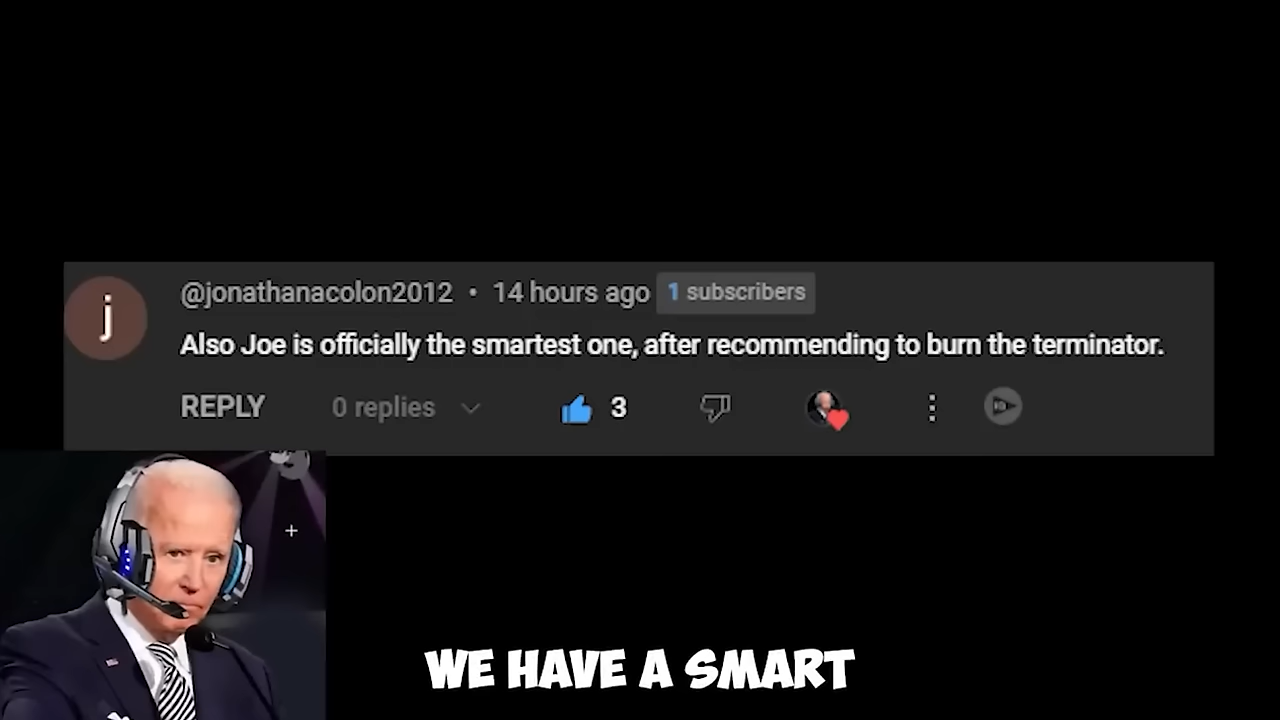 j
@jonathanacolon2012 • 14 hours ago 1 subscribers
Also Joe is officially the smartest one, after recommending to burn the terminator.
REPLY 0 replies 3
WE HAVE A SMART